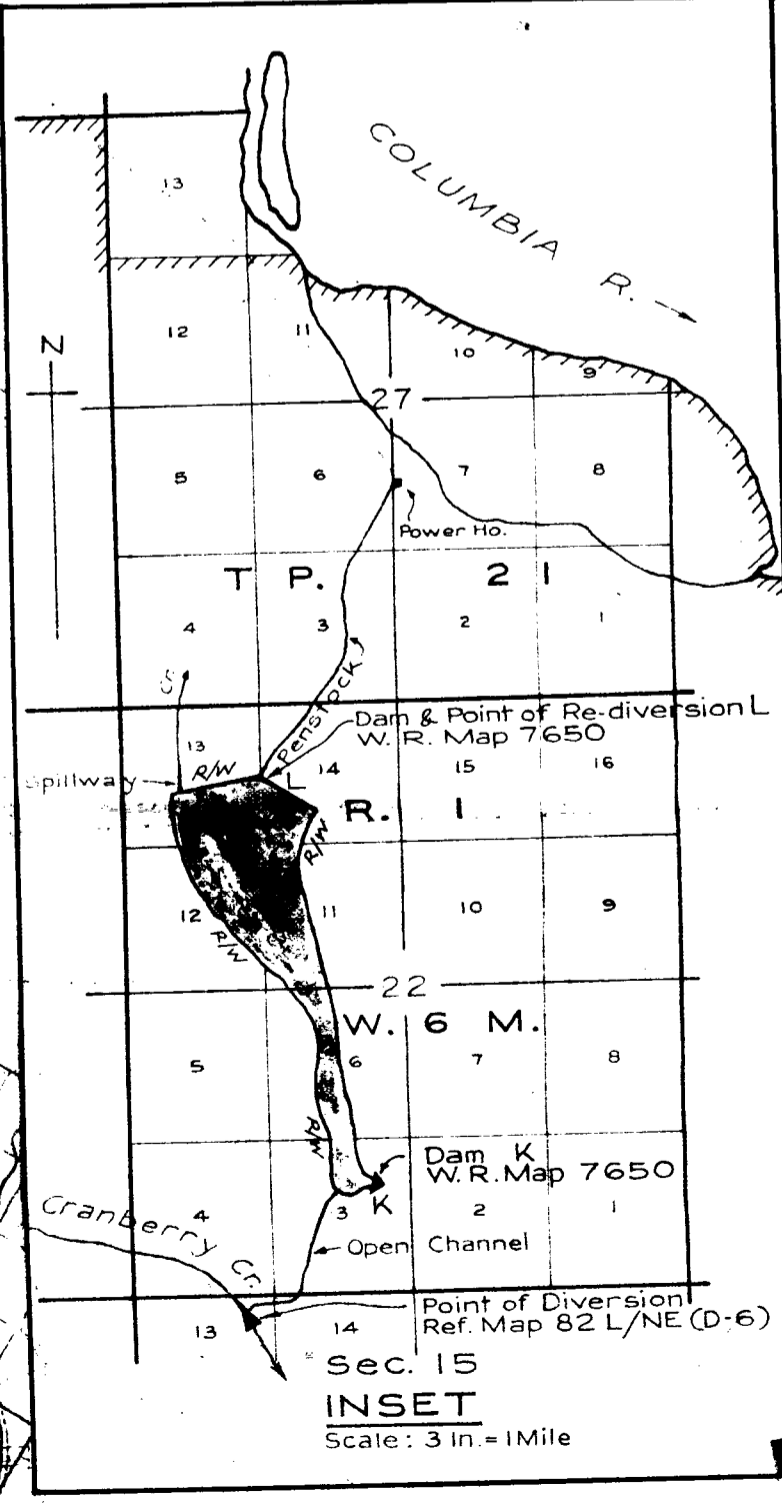 COLUMBIA R.
13
N
12
11
10
9
27
5
6
7
8
Power Ho.
TP. 21
4
3
2
1
Penstock
S
Dam & Point of Re-diversion L
W. R. Map 7650
13
R/W
14
15
16
Spillway
L
R. 1
R/W
12
11
10
9
R/W
22
W. 6 M.
5
6
7
8
R/W
Dam K
W. R. Map 7650
K
4
3
2
1
Cranberry Cr.
Open Channel
Point of Diversion
Ref. Map 82 L/NE (D-6)
13
14
Sec. 15
INSET
Scale: 3 In. = 1 Mile